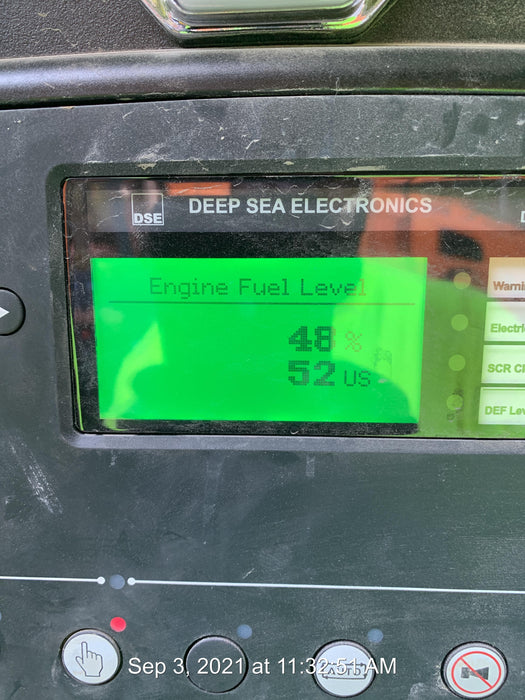 DSE
DEEP SEA ELECTRONICS
Engine Fuel Level
48 %
52 US
Electri
SCR C
DEF Lev
AUTO
Sep 3, 2021 at 11:32:51 AM